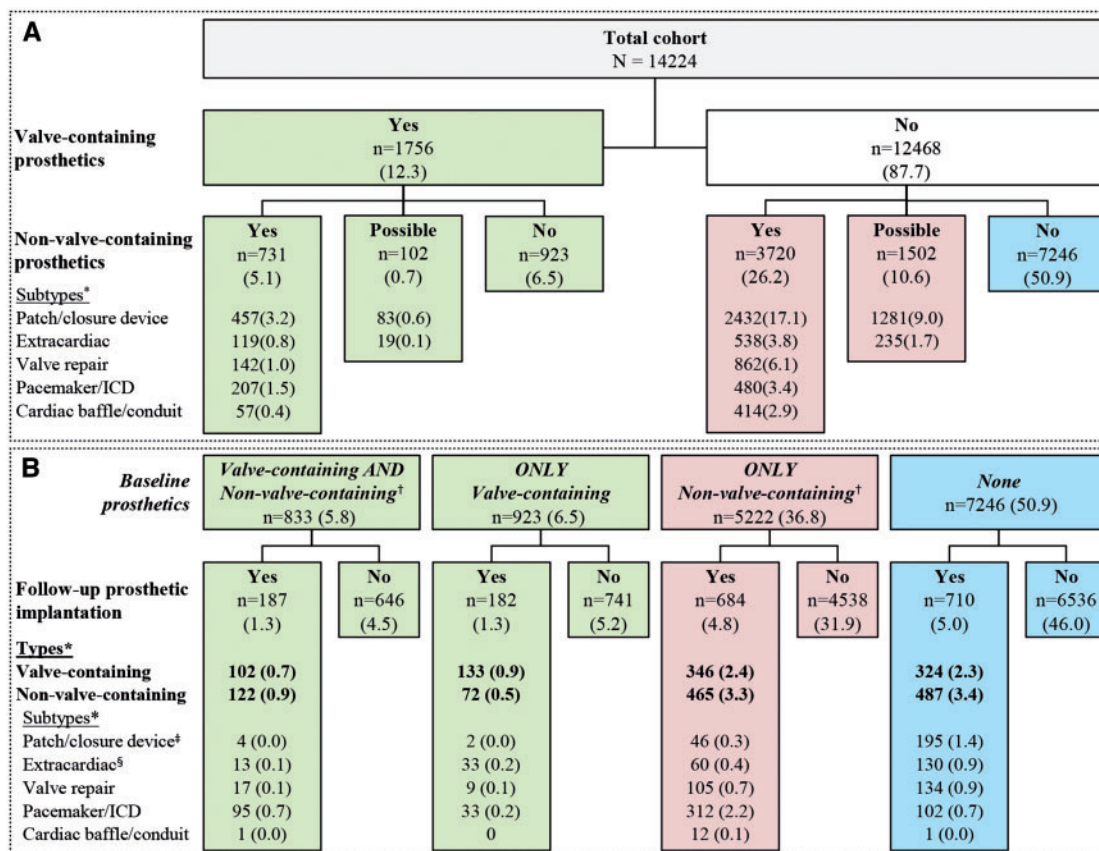 A
Total cohort
N = 14224
Valve-containing prosthetics
Yes
n=1756
(12.3)
No
n=12468
(87.7)
Non-valve-containing prosthetics
Yes
n=731
(5.1)
Possible
n=102
(0.7)
No
n=923
(6.5)
Yes
n=3720
(26.2)
Possible
n=1502
(10.6)
No
n=7246
(50.9)
Subtypes*
Patch/closure device 457(3.2) 83(0.6) 2432(17.1) 1281(9.0)
Extracardiac 119(0.8) 19(0.1) 538(3.8) 235(1.7)
Valve repair 142(1.0) 862(6.1)
Pacemaker/ICD 207(1.5) 480(3.4)
Cardiac baffle/conduit 57(0.4) 414(2.9)
B
Baseline prosthetics
Valve-containing AND
Non-valve-containing†
n=833 (5.8)
ONLY
Valve-containing
n=923 (6.5)
ONLY
Non-valve-containing†
n=5222 (36.8)
None
n=7246 (50.9)
Follow-up prosthetic implantation
Yes
n=187
(1.3)
No
n=646
(4.5)
Yes
n=182
(1.3)
No
n=741
(5.2)
Yes
n=684
(4.8)
No
n=4538
(31.9)
Yes
n=710
(5.0)
No
n=6536
(46.0)
Types*
Valve-containing 102 (0.7) 133 (0.9) 346 (2.4) 324 (2.3)
Non-valve-containing 122 (0.9) 72 (0.5) 465 (3.3) 487 (3.4)
Subtypes*
Patch/closure device‡ 4 (0.0) 2 (0.0) 46 (0.3) 195 (1.4)
Extracardiac§ 13 (0.1) 33 (0.2) 60 (0.4) 130 (0.9)
Valve repair 17 (0.1) 9 (0.1) 105 (0.7) 134 (0.9)
Pacemaker/ICD 95 (0.7) 33 (0.2) 312 (2.2) 102 (0.7)
Cardiac baffle/conduit 1 (0.0) 0 12 (0.1) 1 (0.0)